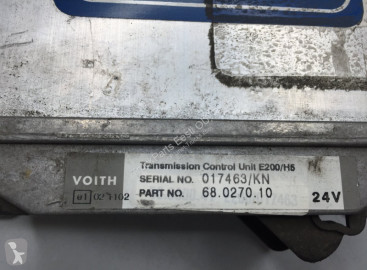 Transmission Control Unit E200/H5
VOITH SERIAL NO. 017463/KN
PART NO. 68.0270.10 24V